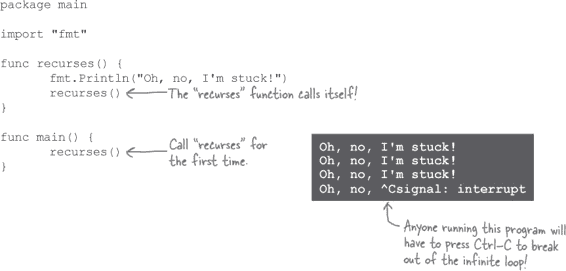 package main
import "fmt"
func recurses() {
fmt.Println("Oh, no, I'm stuck!")
recurses()
The “recurses” function calls itself!
}
func main() {
recurses()
Call “recurses” for
the first time.
}
Oh, no, I'm stuck!
Oh, no, I'm stuck!
Oh, no, I'm stuck!
Oh, no, ^Csignal: interrupt
Anyone running this program will
have to press Ctrl-C to break
out of the infinite loop!